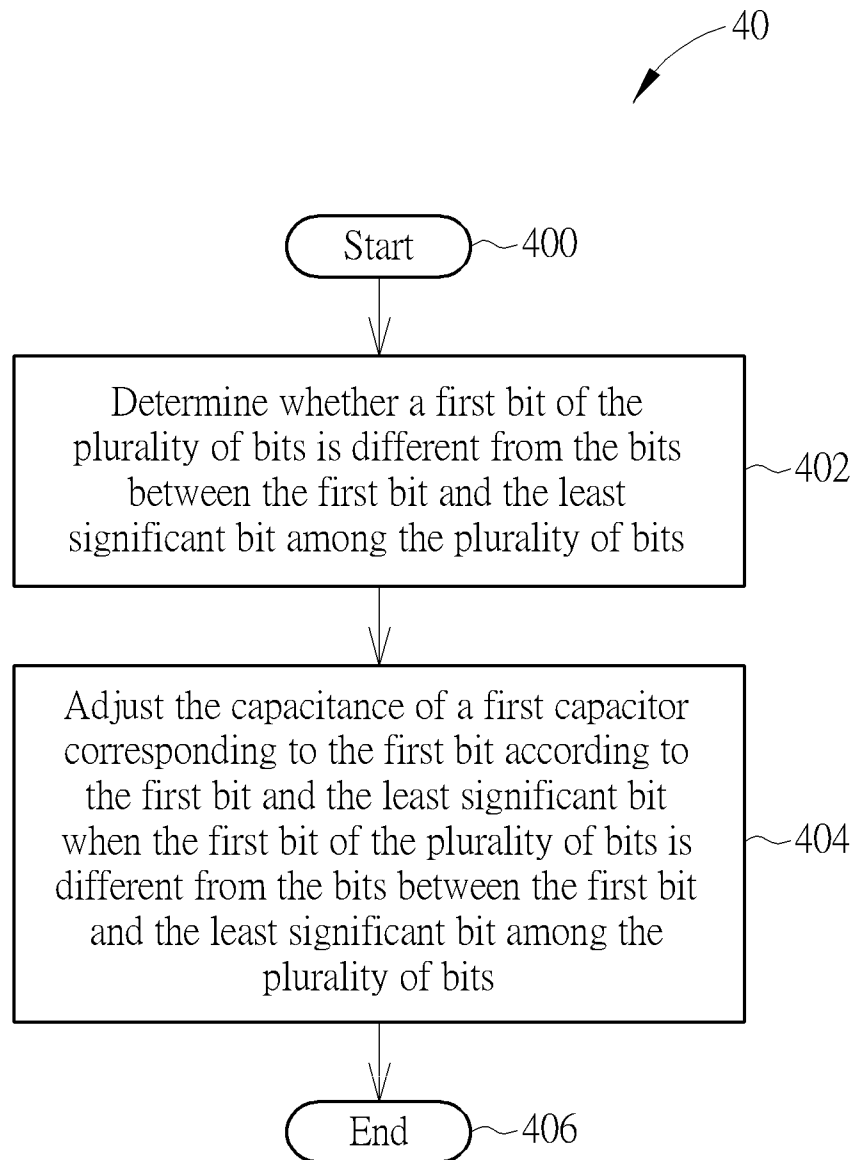 40
Start
400
Determine whether a first bit of the
plurality of bits is different from the bits
between the first bit and the least
significant bit among the plurality of bits
402
Adjust the capacitance of a first capacitor
corresponding to the first bit according to
the first bit and the least significant bit
when the first bit of the plurality of bits is
different from the bits between the first bit
and the least significant bit among the
plurality of bits
404
End
406